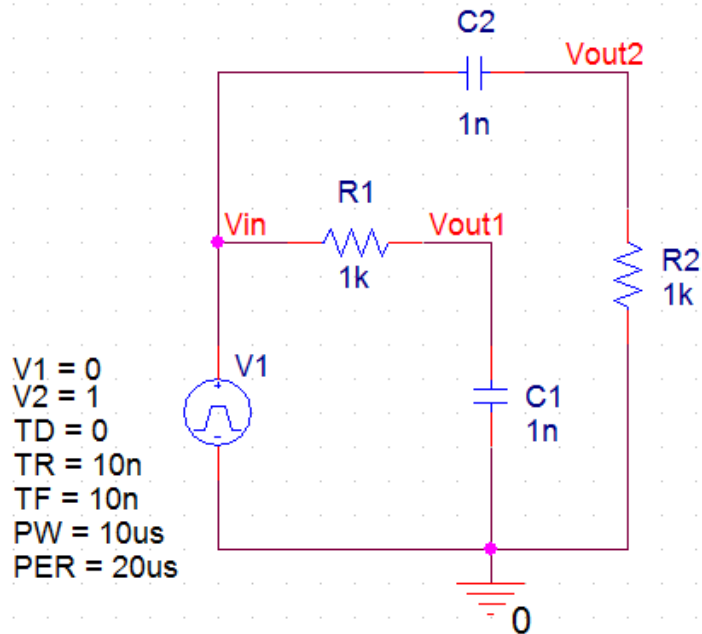 C2
Vout2
1n
R1
Vin
Vout1
1k
R2
1k
V1
V1 = 0
V2 = 1
TD = 0
TR = 10n
TF = 10n
PW = 10us
PER = 20us
C1
1n
0